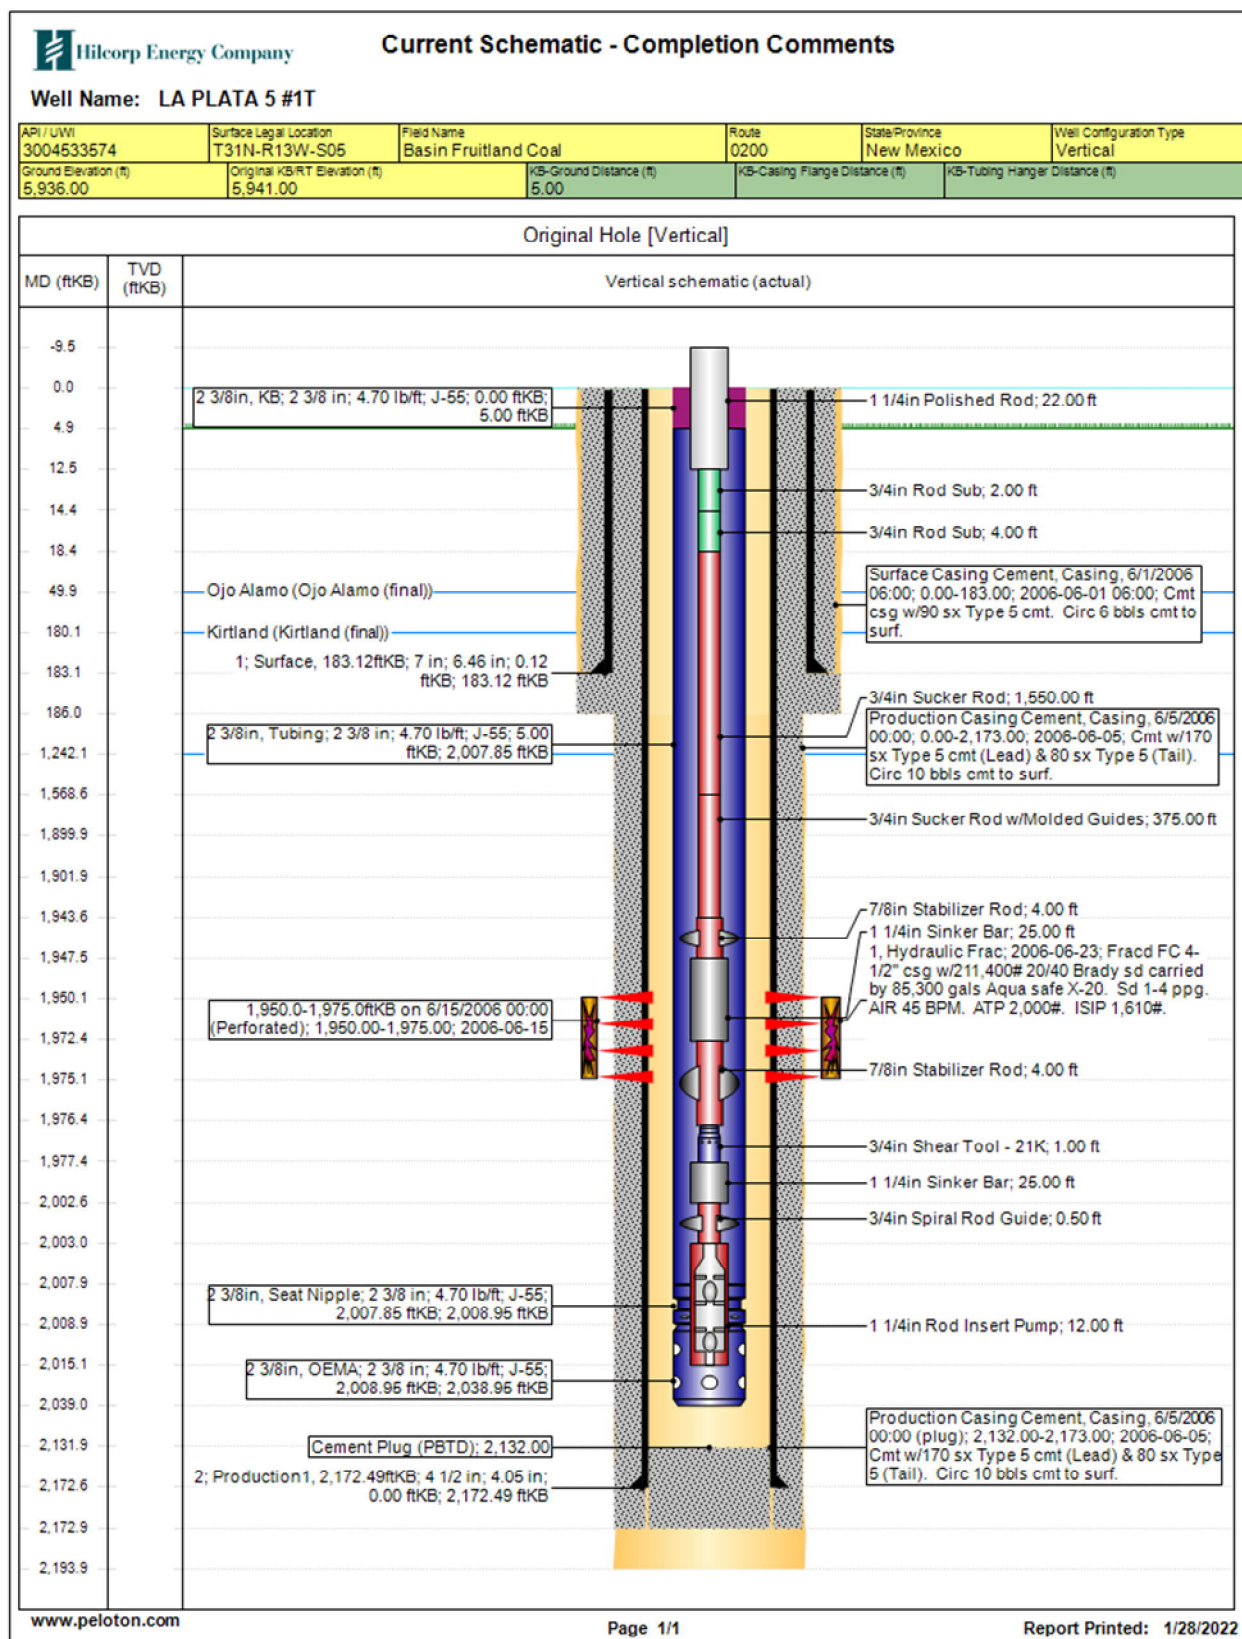 Hilcorp Energy Company
Current Schematic - Completion Comments
Well Name: LA PLATA 5 #1T
API / UWI
3004533574
Surface Legal Location
T31N-R13W-S05
Field Name
Basin Fruitland Coal
Route
0200
State/Province
New Mexico
Well Configuration Type
Vertical
Ground Elevation (ft)
5,936.00
Original KB/RT Elevation (ft)
5,941.00
KB-Ground Distance (ft)
5.00
KB-Casing Flange Distance (ft)
KB-Tubing Hanger Distance (ft)
Original Hole [Vertical]
MD (ftKB)
TVD
(ftKB)
Vertical schematic (actual)
-9.5
0.0
4.9
12.5
14.4
18.4
49.9
180.1
183.1
186.0
1,242.1
1,568.6
1,899.9
1,901.9
1,943.6
1,947.5
1,950.1
1,972.4
1,975.1
1,976.4
1,977.4
2,002.6
2,003.0
2,007.9
2,008.9
2,015.1
2,039.0
2,131.9
2,172.6
2,172.9
2,193.9
2 3/8in, KB; 2 3/8 in; 4.70 lb/ft; J-55; 0.00 ftKB;
5.00 ftKB
Ojo Alamo (Ojo Alamo (final))
Kirtland (Kirtland (final))
1; Surface, 183.12ftKB; 7 in; 6.46 in; 0.12
ftKB; 183.12 ftKB
2 3/8in, Tubing; 2 3/8 in; 4.70 lb/ft; J-55; 5.00
ftKB; 2,007.85 ftKB
1,950.0-1,975.0ftKB on 6/15/2006 00:00
(Perforated); 1,950.00-1,975.00; 2006-06-15
2 3/8in, Seat Nipple; 2 3/8 in; 4.70 lb/ft; J-55;
2,007.85 ftKB; 2,008.95 ftKB
2 3/8in, OEMA; 2 3/8 in; 4.70 lb/ft; J-55;
2,008.95 ftKB; 2,038.95 ftKB
Cement Plug (PBTD); 2,132.00
2; Production1, 2,172.49ftKB; 4 1/2 in; 4.05 in;
0.00 ftKB; 2,172.49 ftKB
1 1/4in Polished Rod; 22.00 ft
3/4in Rod Sub; 2.00 ft
3/4in Rod Sub; 4.00 ft
Surface Casing Cement, Casing, 6/1/2006
06:00; 0.00-183.00; 2006-06-01 06:00; Cmt
csg w/90 sx Type 5 cmt. Circ 6 bbls cmt to
surf.
3/4in Sucker Rod; 1,550.00 ft
Production Casing Cement, Casing, 6/5/2006
00:00; 0.00-2,173.00; 2006-06-05; Cmt w/170
sx Type 5 cmt (Lead) & 80 sx Type 5 (Tail).
Circ 10 bbls cmt to surf.
3/4in Sucker Rod w/Molded Guides; 375.00 ft
7/8in Stabilizer Rod; 4.00 ft
1 1/4in Sinker Bar; 25.00 ft
1, Hydraulic Frac; 2006-06-23; Fracd FC 4-
1/2" csg w/211,400# 20/40 Brady sd carried
by 85,300 gals Aqua safe X-20. Sd 1-4 ppg.
AIR 45 BPM. ATP 2,000#. ISIP 1,610#.
7/8in Stabilizer Rod; 4.00 ft
3/4in Shear Tool - 21K; 1.00 ft
1 1/4in Sinker Bar; 25.00 ft
3/4in Spiral Rod Guide; 0.50 ft
1 1/4in Rod Insert Pump; 12.00 ft
Production Casing Cement, Casing, 6/5/2006
00:00 (plug); 2,132.00-2,173.00; 2006-06-05;
Cmt w/170 sx Type 5 cmt (Lead) & 80 sx Type
5 (Tail). Circ 10 bbls cmt to surf.
www.peloton.com
Page 1/1
Report Printed: 1/28/2022